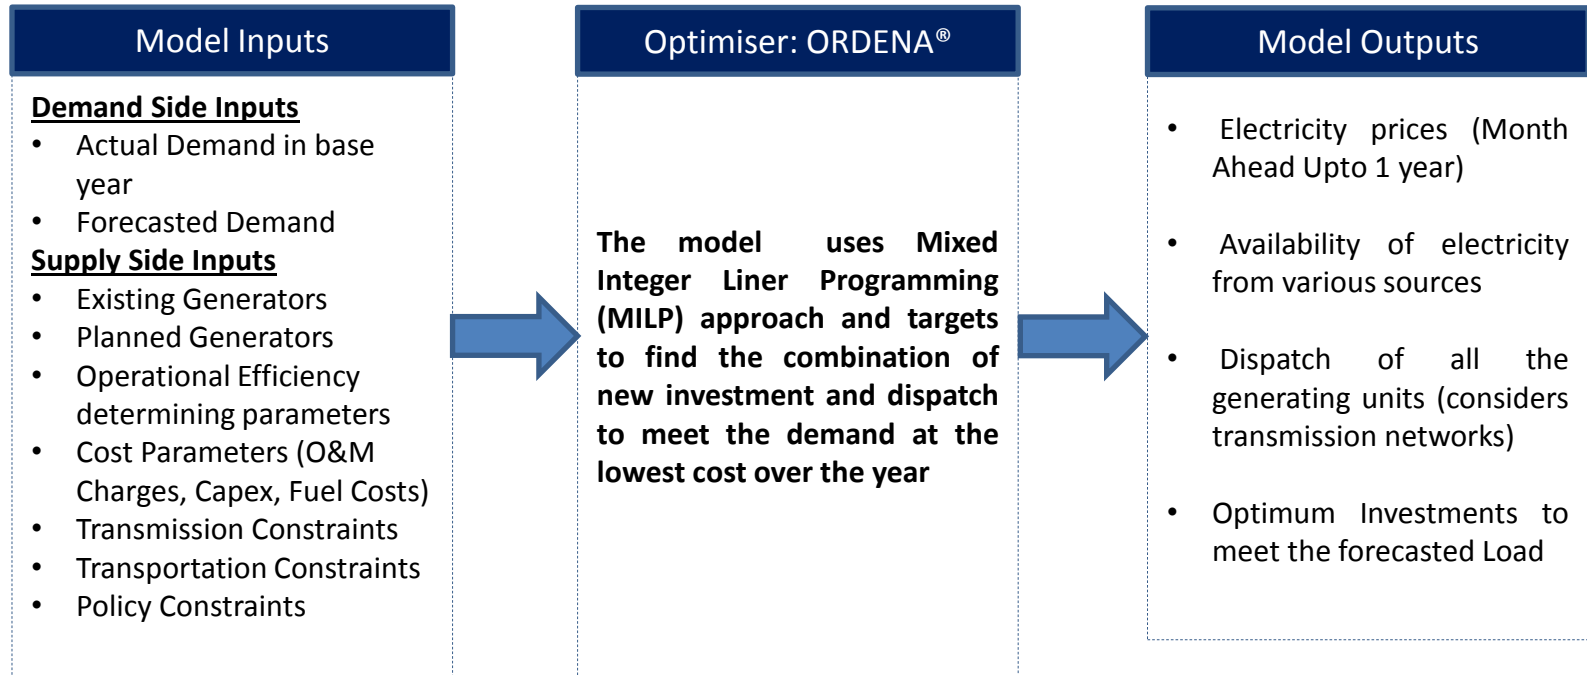 Model Inputs
Demand Side Inputs
• Actual Demand in base
year
• Forecasted Demand
Supply Side Inputs
• Existing Generators
• Planned Generators
• Operational Efficiency
determining parameters
• Cost Parameters (O&M
Charges, Capex, Fuel Costs)
• Transmission Constraints
• Transportation Constraints
• Policy Constraints
Optimiser: ORDENA®
The model uses Mixed
Integer Liner Programming
(MILP) approach and targets
to find the combination of
new investment and dispatch
to meet the demand at the
lowest cost over the year
Model Outputs
• Electricity prices (Month
Ahead Upto 1 year)
• Availability of electricity
from various sources
• Dispatch of all the
generating units (considers
transmission networks)
• Optimum Investments to
meet the forecasted Load